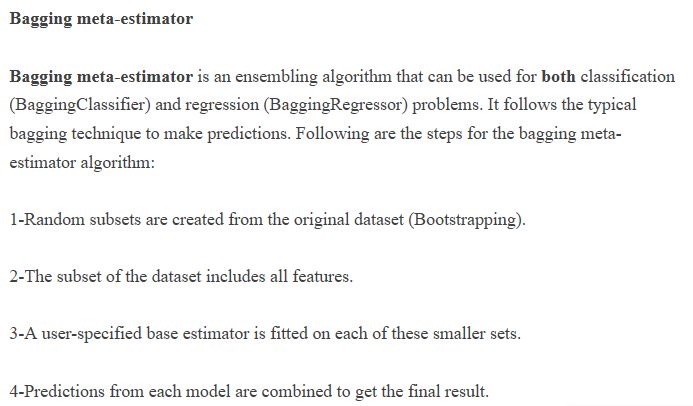 Bagging meta-estimator
Bagging meta-estimator is an ensembling algorithm that can be used for both classification
(BaggingClassifier) and regression (BaggingRegressor) problems. It follows the typical
bagging technique to make predictions. Following are the steps for the bagging meta-
estimator algorithm:
1-Random subsets are created from the original dataset (Bootstrapping).
2-The subset of the dataset includes all features.
3-A user-specified base estimator is fitted on each of these smaller sets.
4-Predictions from each model are combined to get the final result.